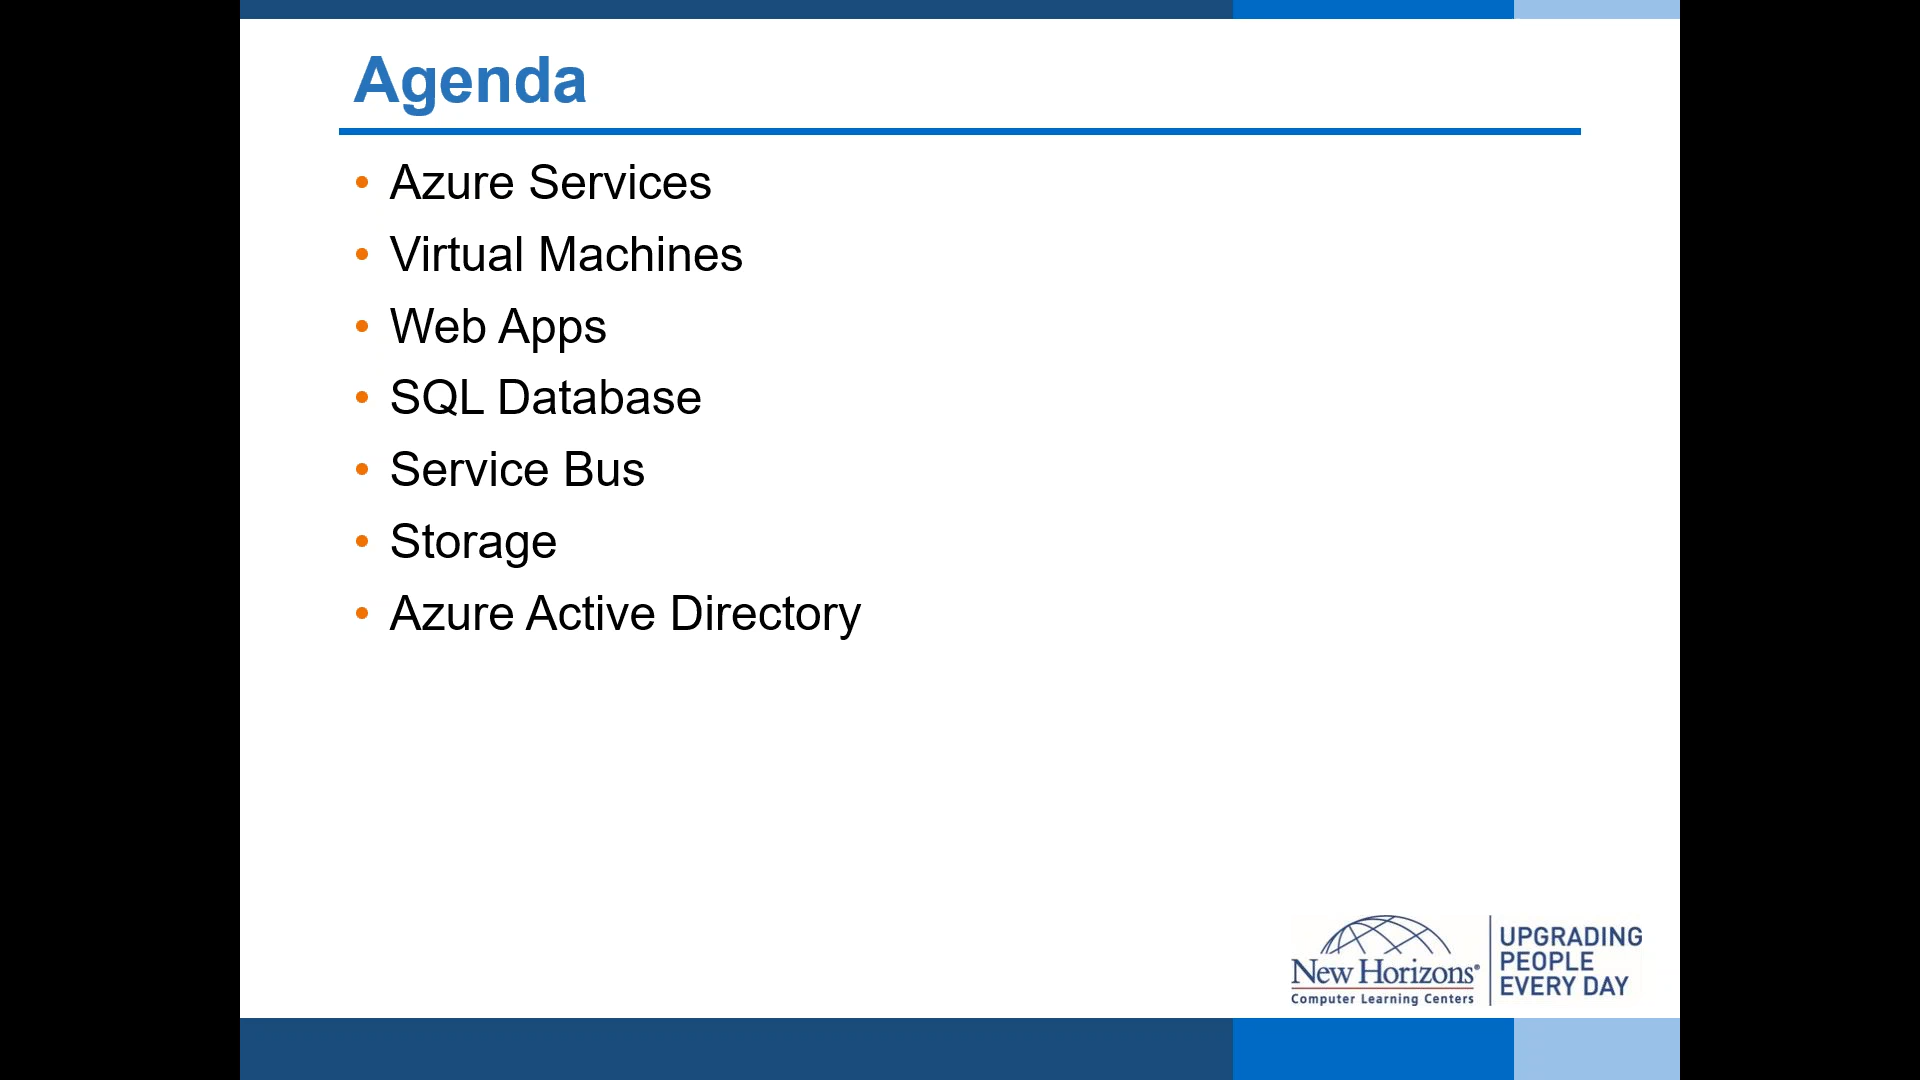 Agenda
• Azure Services
• Virtual Machines
• Web Apps
• SQL Database
• Service Bus
• Storage
• Azure Active Directory
New Horizons®
Computer Learning Centers
UPGRADING
PEOPLE
EVERY DAY